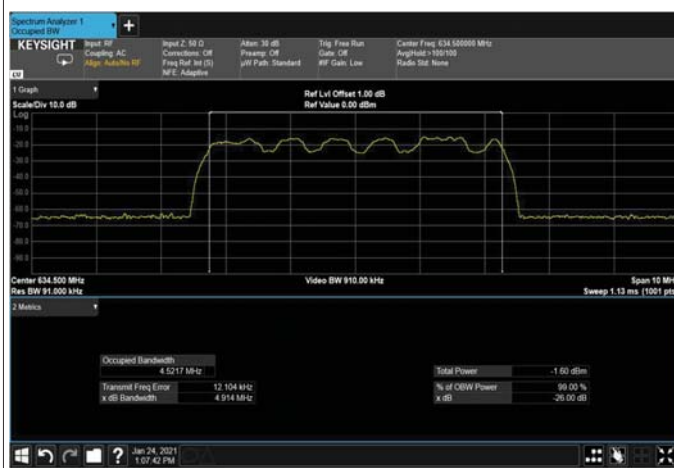 Spectrum Analyzer 1
Occupied BW
+
KEYSIGHT
Input: RF
Coupling: AC
Align: Auto/No RF
Input Z: 50 Ω
Corrections: Off
Freq Ref: Int (S)
NFE: Adaptive
Atten: 30 dB
Preamp: Off
µW Path: Standard
Trig: Free Run
Gate: Off
#IF Gain: Low
Center Freq: 634.500000 MHz
Avg|Hold:>100/100
Radio Std: None
1 Graph
Scale/Div 10.0 dB
Ref Lvl Offset 1.00 dB
Ref Value 0.00 dBm
Log
-10.0
-20.0
-30.0
-40.0
-50.0
-60.0
-70.0
-80.0
-90.0
Center 634.500 MHz
Res BW 91.000 kHz
Video BW 910.00 kHz
Span 10 MH
Sweep 1.13 ms (1001 pts
2 Metrics
Occupied Bandwidth
4.5217 MHz
Transmit Freq Error 12.104 kHz
x dB Bandwidth 4.914 MHz
Total Power -1.60 dBm
% of OBW Power 99.00 %
x dB -26.00 dB
?
Jan 24, 2021
1:07:42 PM